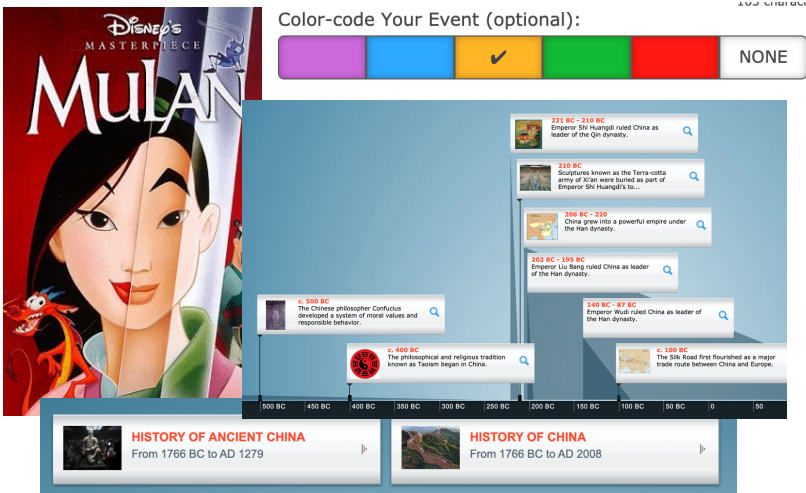 Disney's
MASTERPIECE
MULAN
Color-code Your Event (optional):
✔
NONE
221 BC - 210 BC
Emperor Shi Huangdi ruled China as
leader of the Qin dynasty.
210 BC
Sculptures known as the Terra-cotta
army of Xi'an were buried as part of
Emperor Shi Huangdi's to...
206 BC - 220
China grew into a powerful empire under
the Han dynasty.
202 BC - 195 BC
Emperor Liu Bang ruled China as leader
of the Han dynasty.
140 BC - 87 BC
Emperor Wudi ruled China as leader of
the Han dynasty.
c. 500 BC
The Chinese philosopher Confucius
developed a system of moral values and
responsible behavior.
c. 400 BC
The philosophical and religious tradition
known as Taoism began in China.
c. 100 BC
The Silk Road first flourished as a major
trade route between China and Europe.
500 BC 450 BC 400 BC 350 BC 300 BC 250 BC 200 BC 150 BC 100 BC 50 BC 0 50
HISTORY OF ANCIENT CHINA
From 1766 BC to AD 1279
HISTORY OF CHINA
From 1766 BC to AD 2008